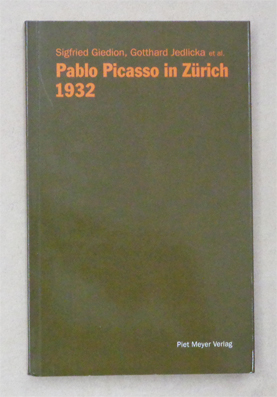 Sigfried Giedion, Gotthard Jedlicka et al.
Pablo Picasso in Zürich
1932
Piet Meyer Verlag